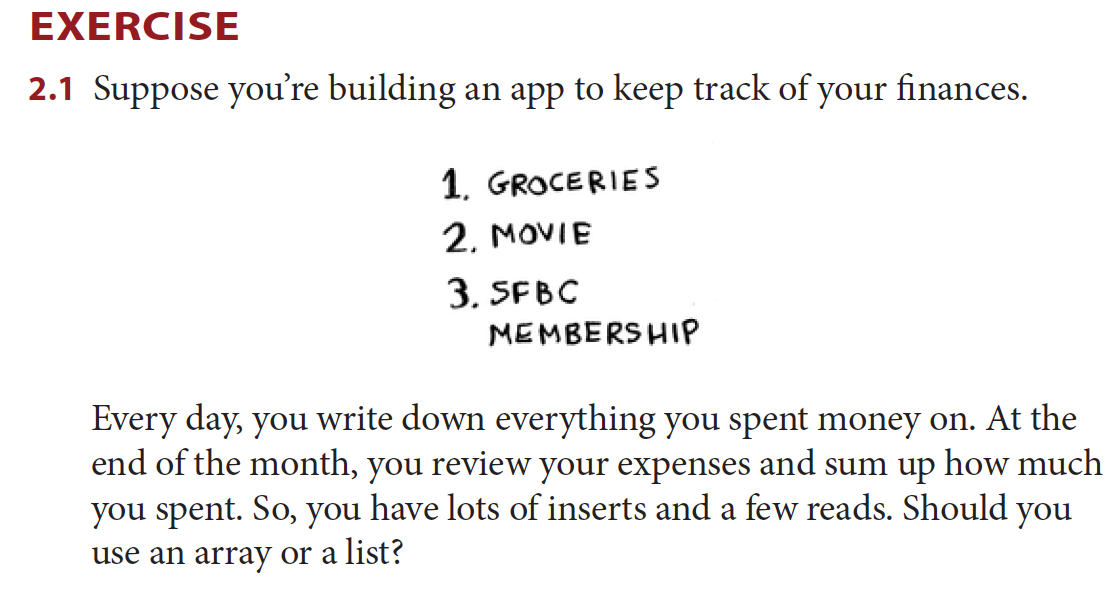 EXERCISE
2.1 Suppose you’re building an app to keep track of your finances.
1. GROCERIES
2. MOVIE
3. SFBC
MEMBERSHIP
Every day, you write down everything you spent money on. At the
end of the month, you review your expenses and sum up how much
you spent. So, you have lots of inserts and a few reads. Should you
use an array or a list?